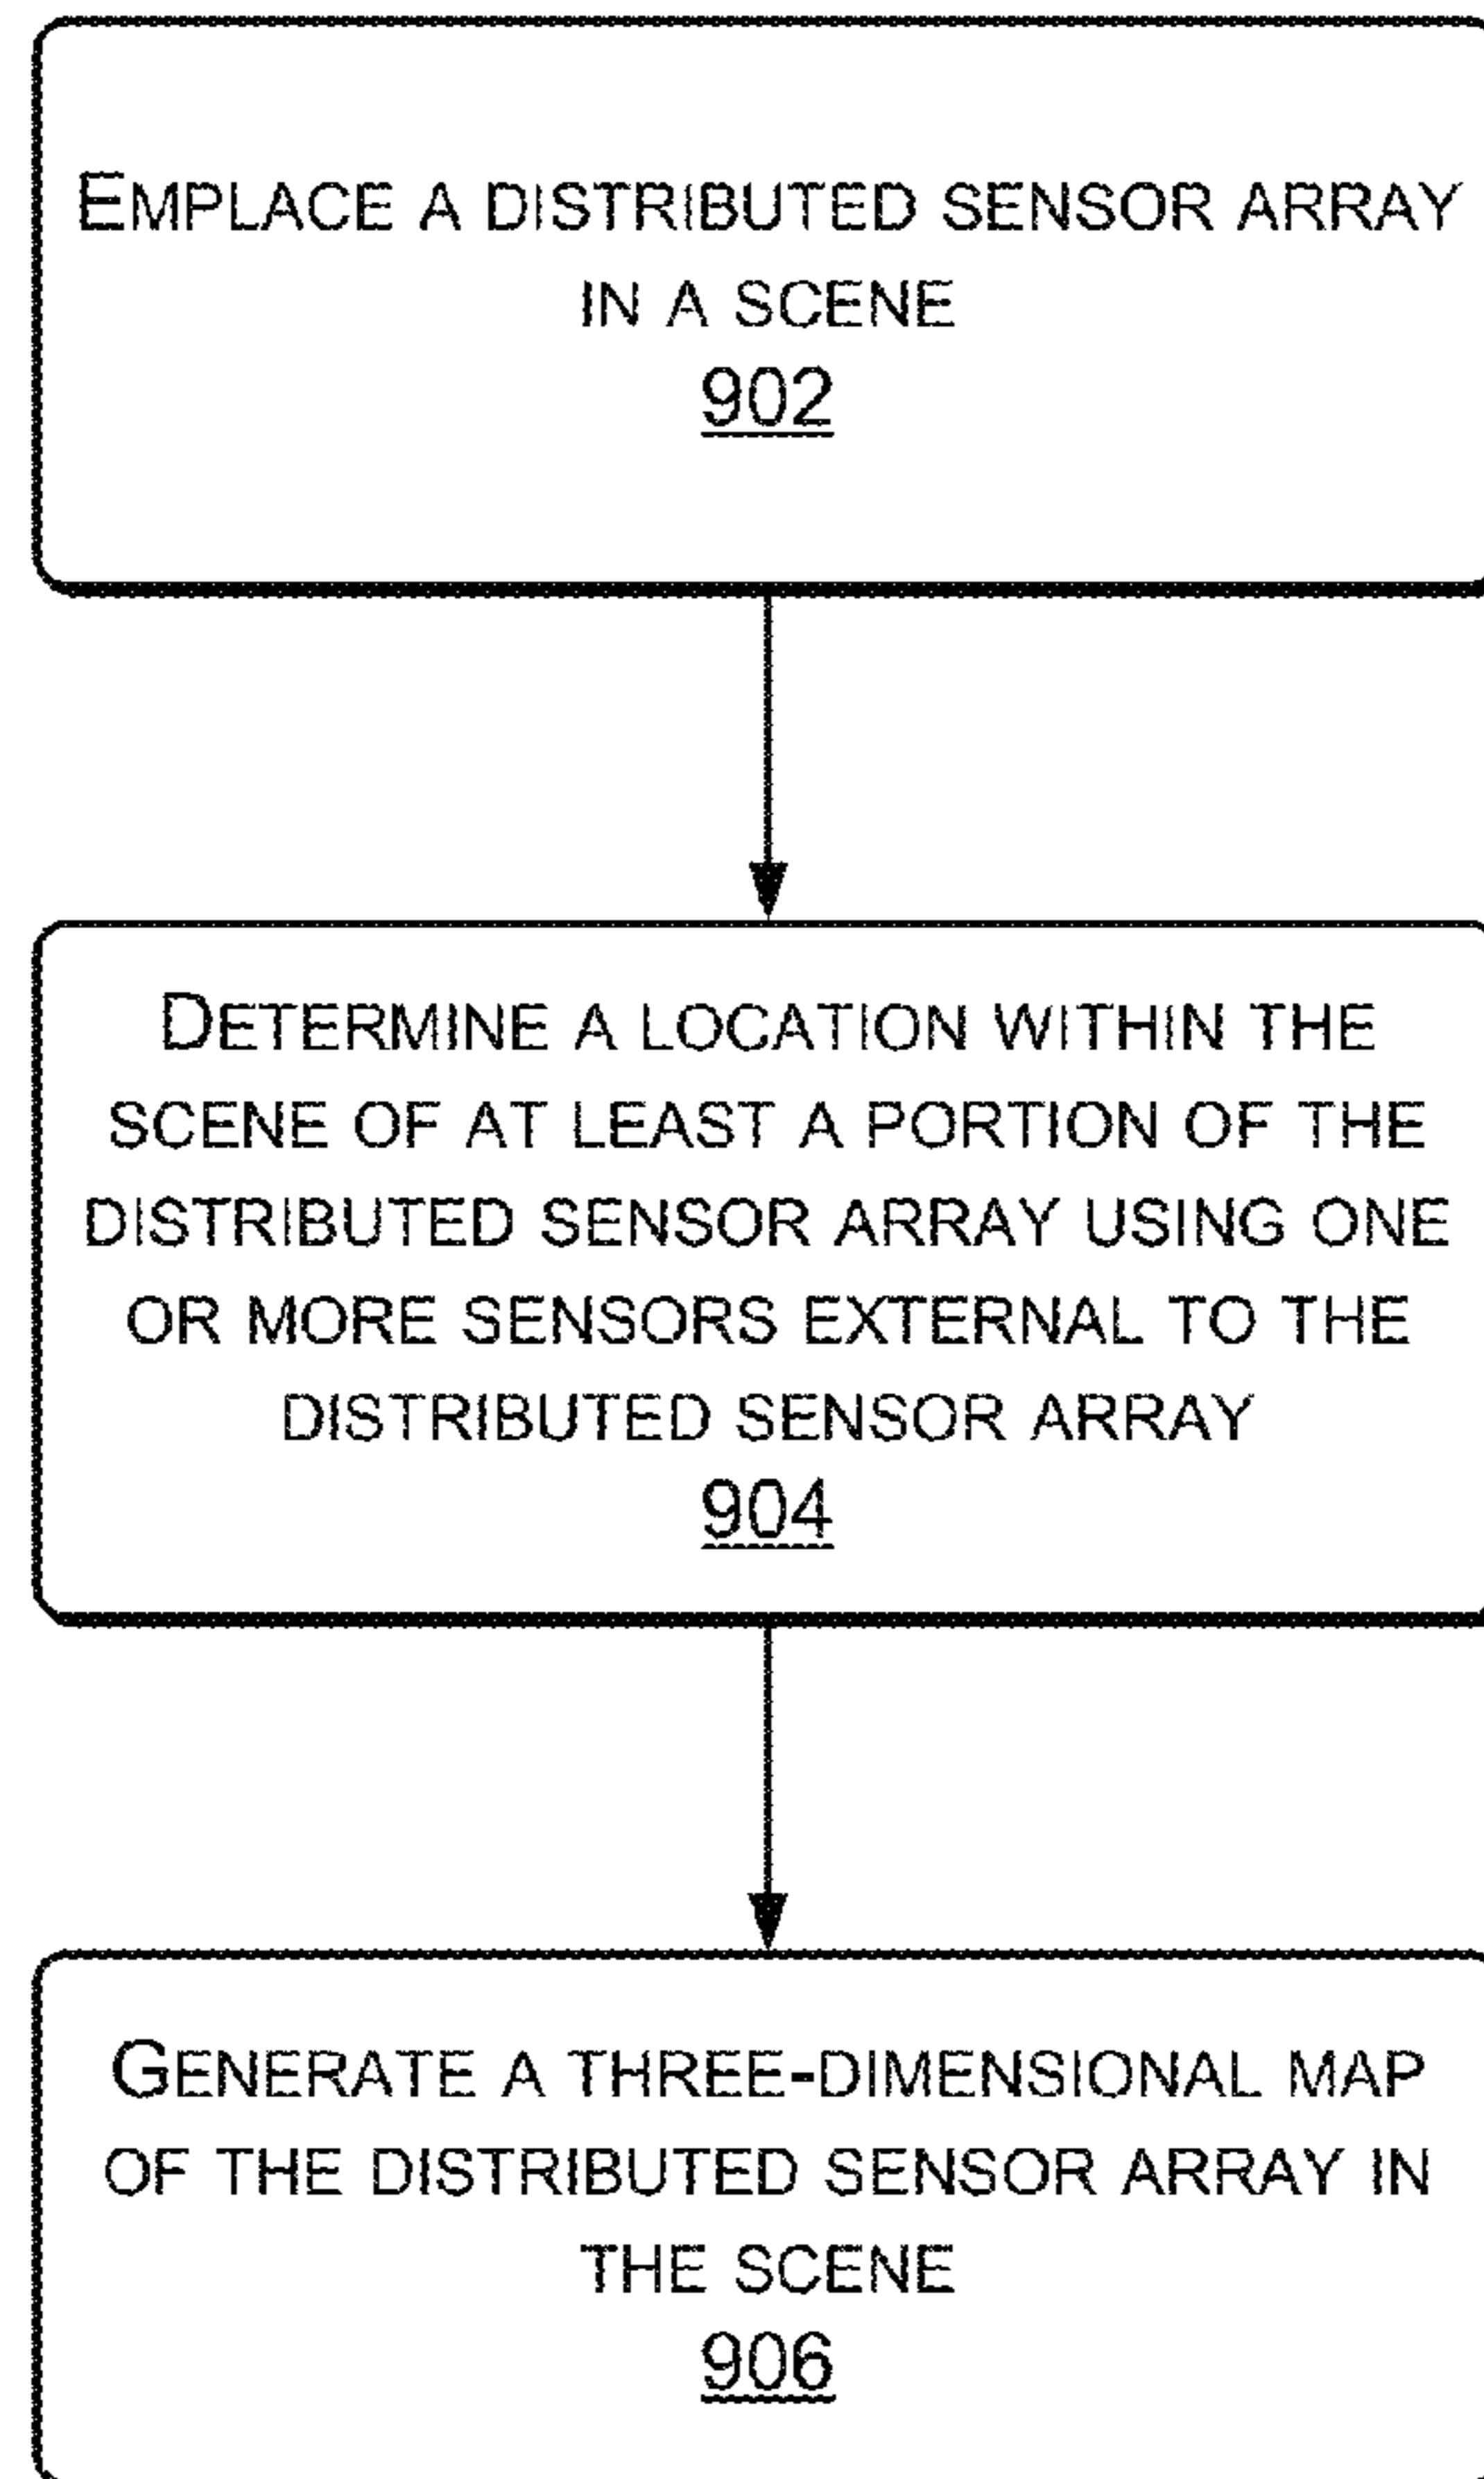 EMPLACE A DISTRIBUTED SENSOR ARRAY
IN A SCENE
902
DETERMINE A LOCATION WITHIN THE
SCENE OF AT LEAST A PORTION OF THE
DISTRIBUTED SENSOR ARRAY USING ONE
OR MORE SENSORS EXTERNAL TO THE
DISTRIBUTED SENSOR ARRAY
904
GENERATE A THREE-DIMENSIONAL MAP
OF THE DISTRIBUTED SENSOR ARRAY IN
THE SCENE
906